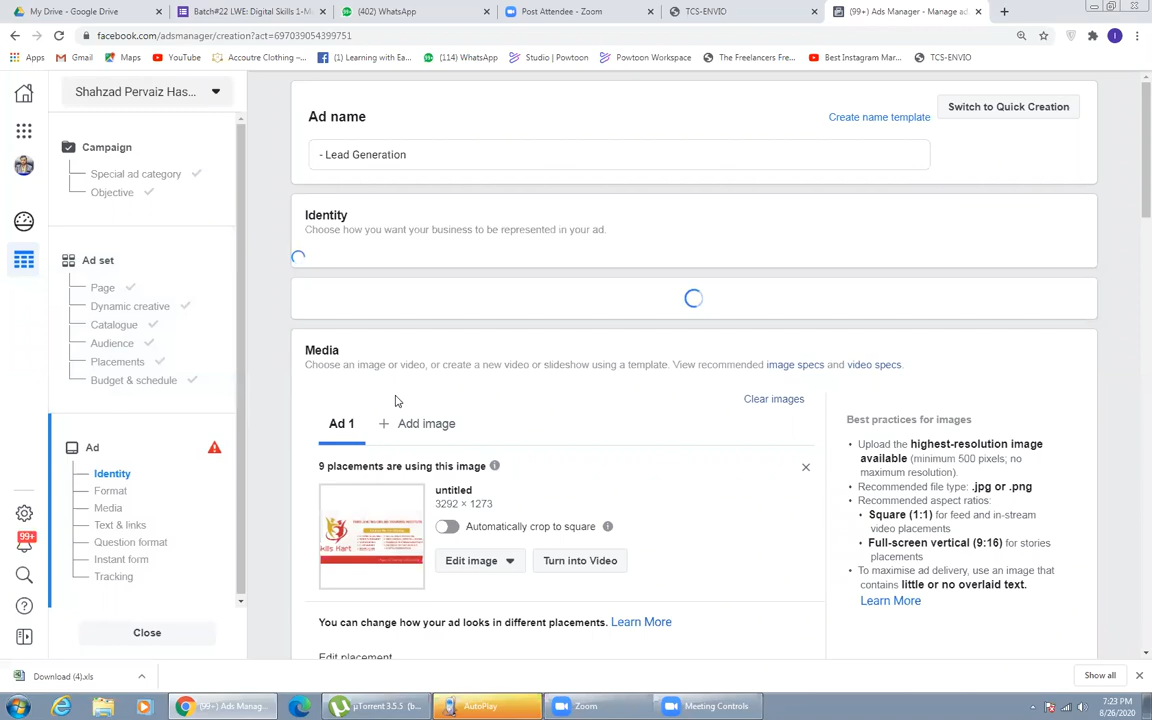 My Drive - Google Drive
Batch#22 LWE: Digital Skills 1-M
(402) WhatsApp
Post Attendee - Zoom
TCS-ENVIO
(99+) Ads Manager - Manage ad
facebook.com/adsmanager/creation?act=697039054399751
Apps
Gmail
Maps
YouTube
Accoutre Clothing –...
(1) Learning with Ea...
(114) WhatsApp
Studio | Powtoon
Powtoon Workspace
The Freelancers Fre...
Best Instagram Mar...
TCS-ENVIO
Shahzad Pervaiz Has...
Campaign
Special ad category
Objective
Ad set
Page
Dynamic creative
Catalogue
Audience
Placements
Budget & schedule
Ad
Identity
Format
Media
Text & links
Question format
Instant form
Tracking
Close
99+
Ad name
Create name template
Switch to Quick Creation
- Lead Generation
Identity
Choose how you want your business to be represented in your ad.
Media
Choose an image or video, or create a new video or slideshow using a template. View recommended image specs and video specs.
Clear images
Ad 1
+ Add image
9 placements are using this image
untitled
3292 × 1273
Automatically crop to square
Edit image
Turn into Video
kills Kart
You can change how your ad looks in different placements. Learn More
Edit placement
Best practices for images
• Upload the highest-resolution image
available (minimum 500 pixels; no
maximum resolution).
• Recommended file type: .jpg or .png
• Recommended aspect ratios:
• Square (1:1) for feed and in-stream
video placements
• Full-screen vertical (9:16) for stories
placements
• To maximise ad delivery, use an image that
contains little or no overlaid text.
Learn More
Download (4).xls
Show all
(99+) Ads Manag...
µTorrent 3.5.5 (b...
AutoPlay
Zoom
Meeting Controls
7:23 PM
8/26/2020